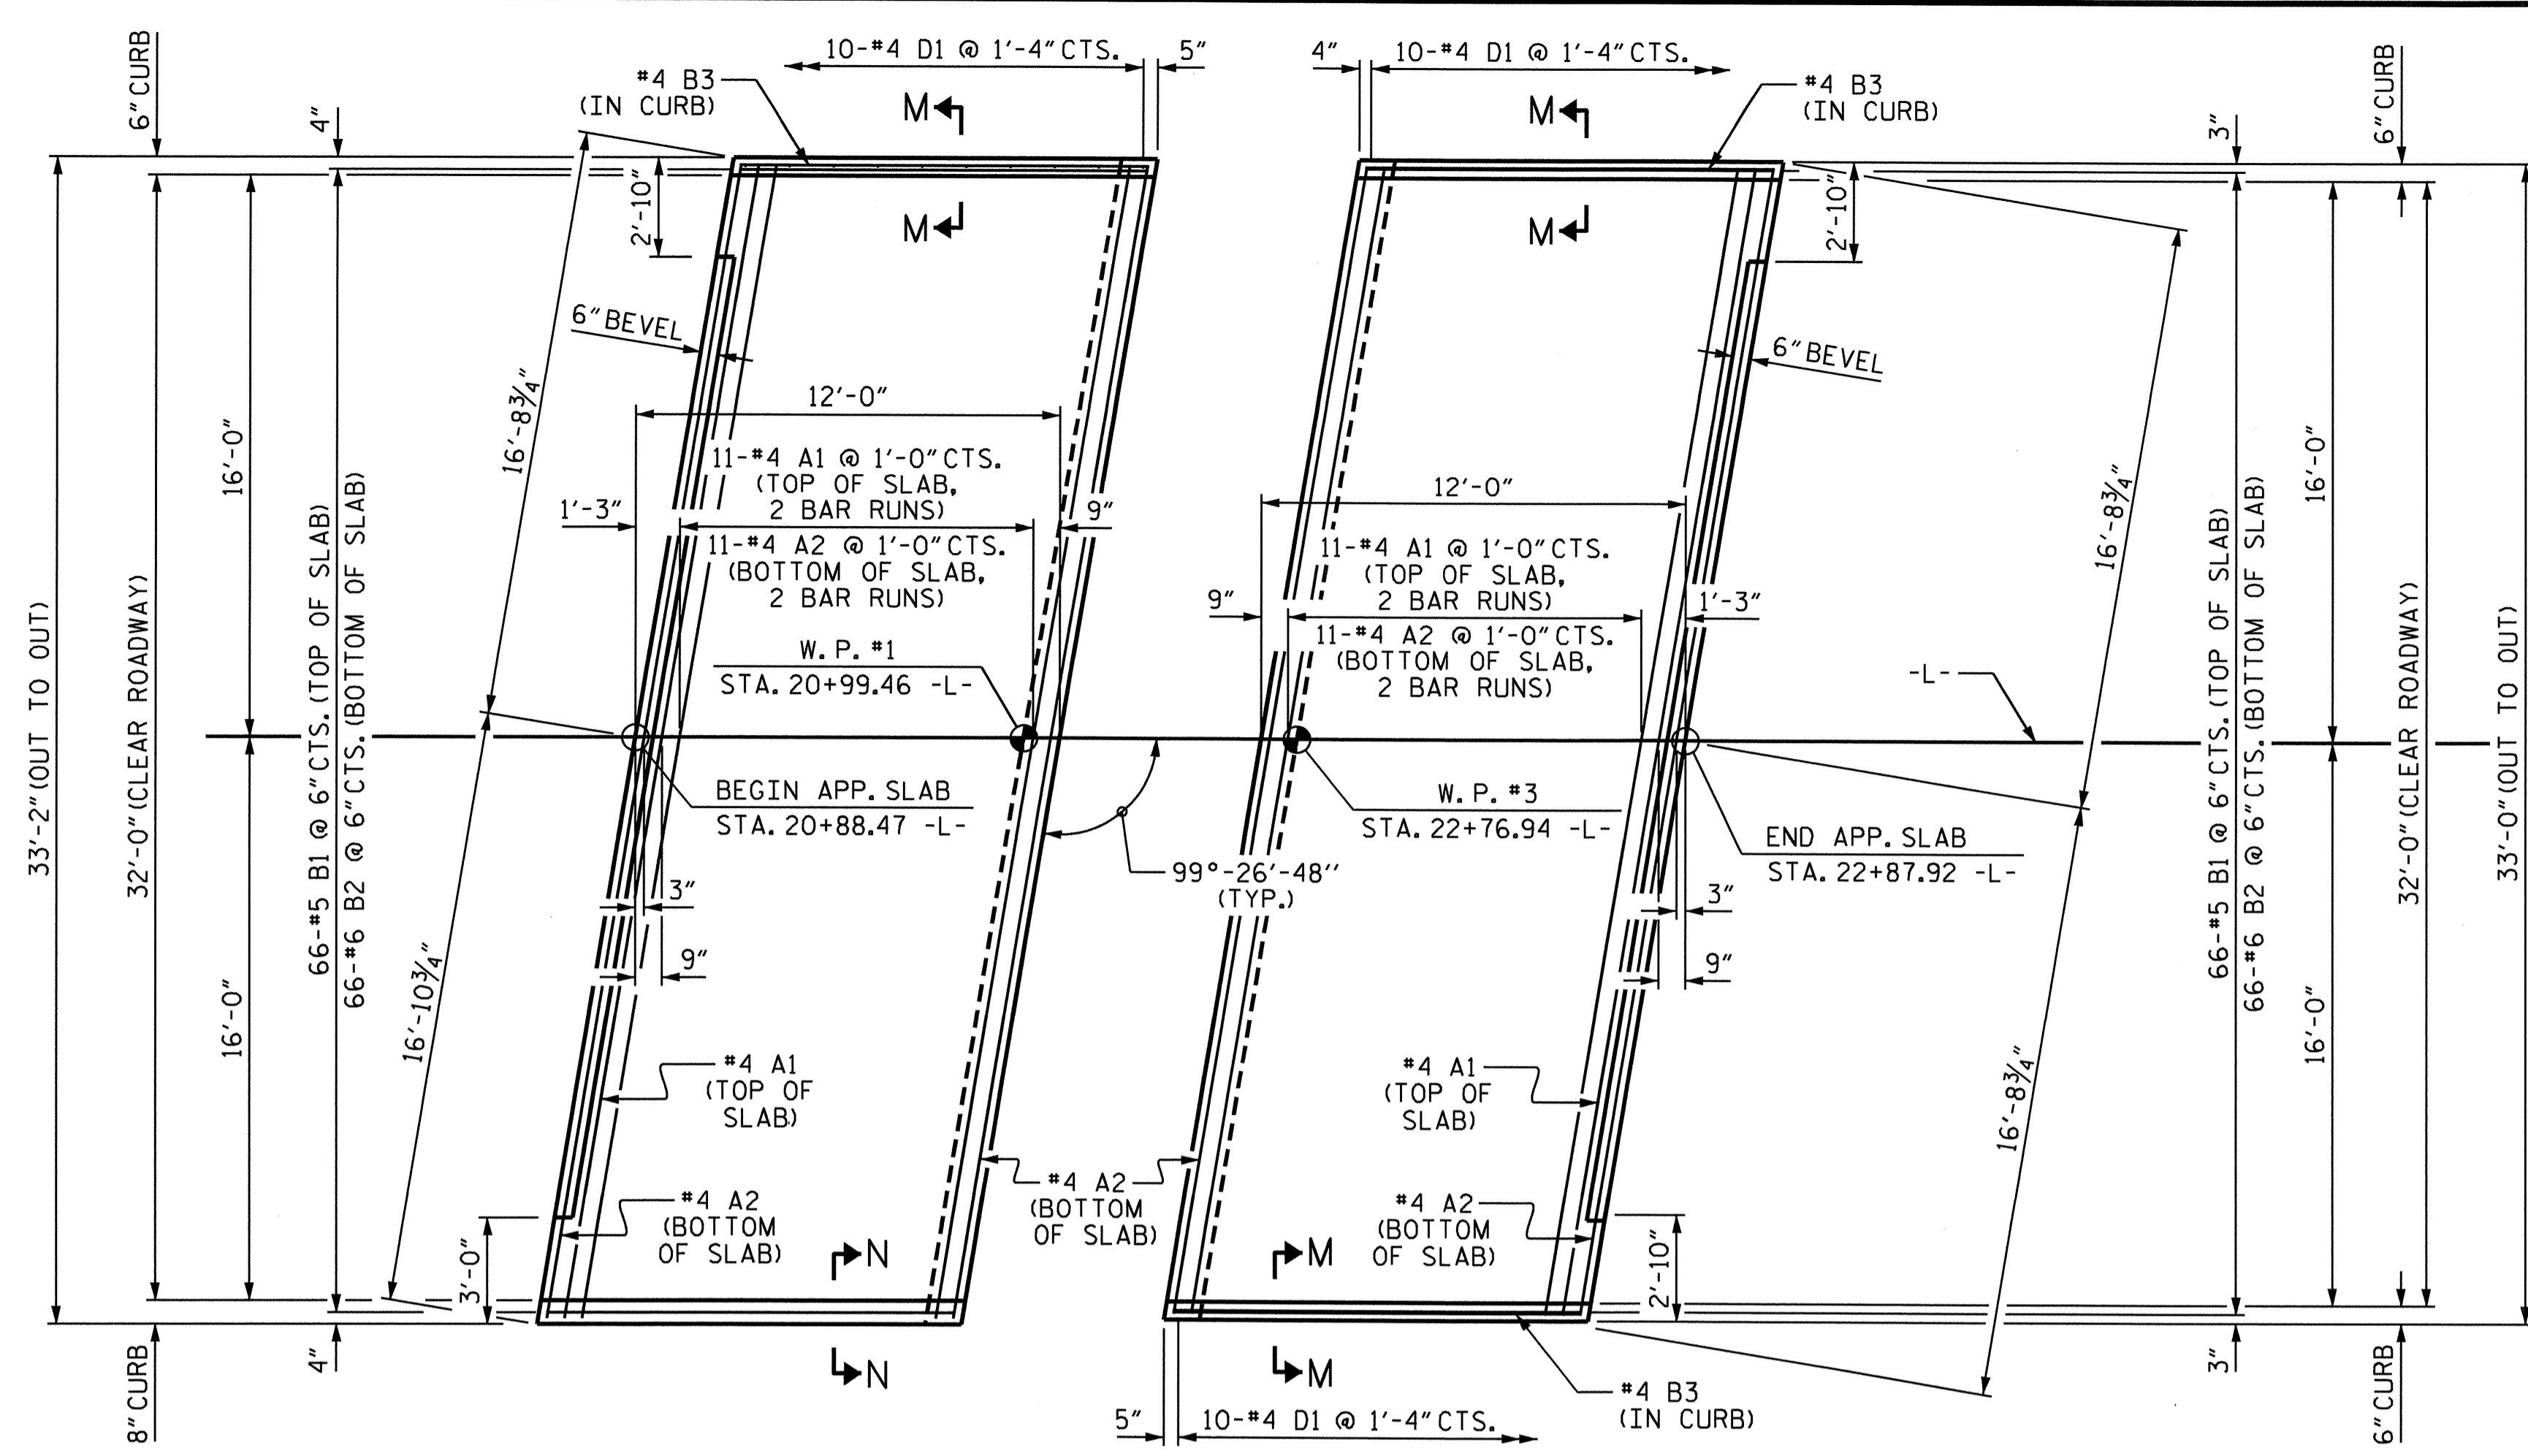 6" CURB
4"
10-#4 D1 @ 1'-4" CTS.
5"
#4 B3
(IN CURB)
M
M
2'-10"
6" BEVEL
16'-8¾"
12'-0"
11-#4 A1 @ 1'-0" CTS.
(TOP OF SLAB,
2 BAR RUNS)
1'-3"
9"
11-#4 A2 @ 1'-0" CTS.
(BOTTOM OF SLAB,
2 BAR RUNS)
W.P. #1
STA. 20+99.46 -L-
BEGIN APP. SLAB
STA. 20+88.47 -L-
33'-2" (OUT TO OUT)
32'-0" (CLEAR ROADWAY)
16'-0"
16'-0"
66-#5 B1 @ 6" CTS. (TOP OF SLAB)
66-#6 B2 @ 6" CTS. (BOTTOM OF SLAB)
16'-10¾"
3"
9"
#4 A1
(TOP OF
SLAB)
#4 A2
(BOTTOM
OF SLAB)
3'-0"
N
N
8" CURB
4"
99°-26'-48''
(TYP.)
#4 A2
(BOTTOM
OF SLAB)
4"
10-#4 D1 @ 1'-4" CTS.
#4 B3
(IN CURB)
M
M
3"
6" CURB
2'-10"
6" BEVEL
16'-8¾"
12'-0"
11-#4 A1 @ 1'-0" CTS.
(TOP OF SLAB,
2 BAR RUNS)
9"
1'-3"
11-#4 A2 @ 1'-0" CTS.
(BOTTOM OF SLAB,
2 BAR RUNS)
-L-
W.P. #3
STA. 22+76.94 -L-
END APP. SLAB
STA. 22+87.92 -L-
3"
9"
66-#5 B1 @ 6" CTS. (TOP OF SLAB)
66-#6 B2 @ 6" CTS. (BOTTOM OF SLAB)
16'-0"
16'-0"
32'-0" (CLEAR ROADWAY)
33'-0" (OUT TO OUT)
16'-8¾"
#4 A1
(TOP OF
SLAB)
#4 A2
(BOTTOM
OF SLAB)
2'-10"
M
M
#4 B3
(IN CURB)
5"
10-#4 D1 @ 1'-4" CTS.
3"
6" CURB